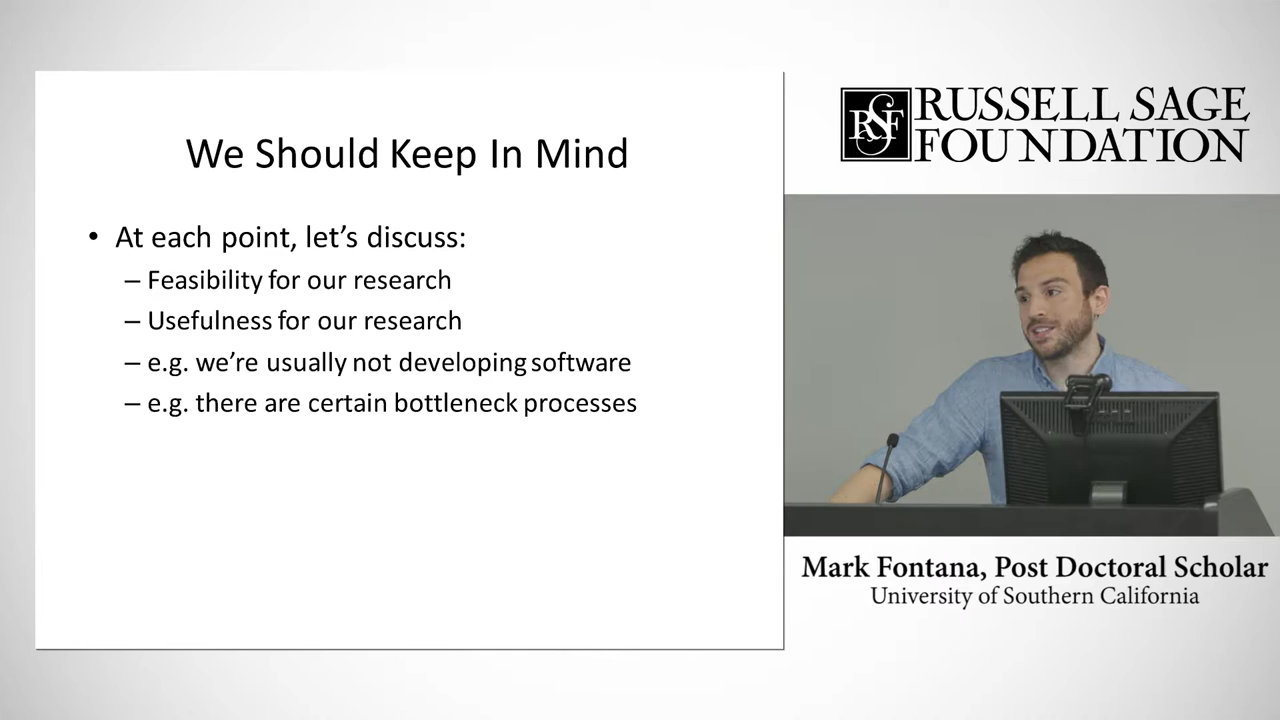 We Should Keep In Mind
• At each point, let's discuss:
– Feasibility for our research
– Usefulness for our research
– e.g. we're usually not developing software
– e.g. there are certain bottleneck processes
RSF
RUSSELL SAGE
FOUNDATION
Mark Fontana, Post Doctoral Scholar
University of Southern California